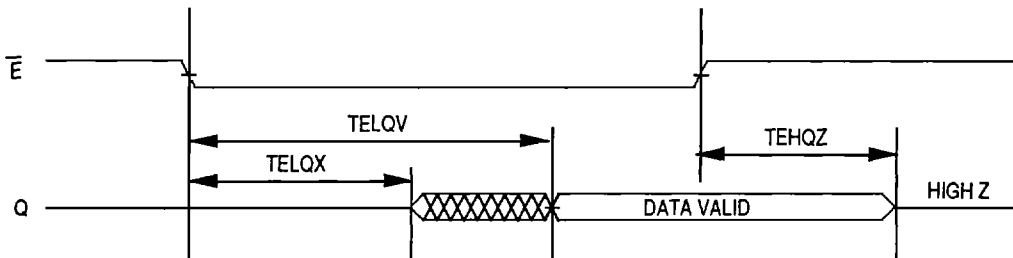 E̅
TELQV
TEHQZ
TELQX
Q
DATA VALID
HIGH Z